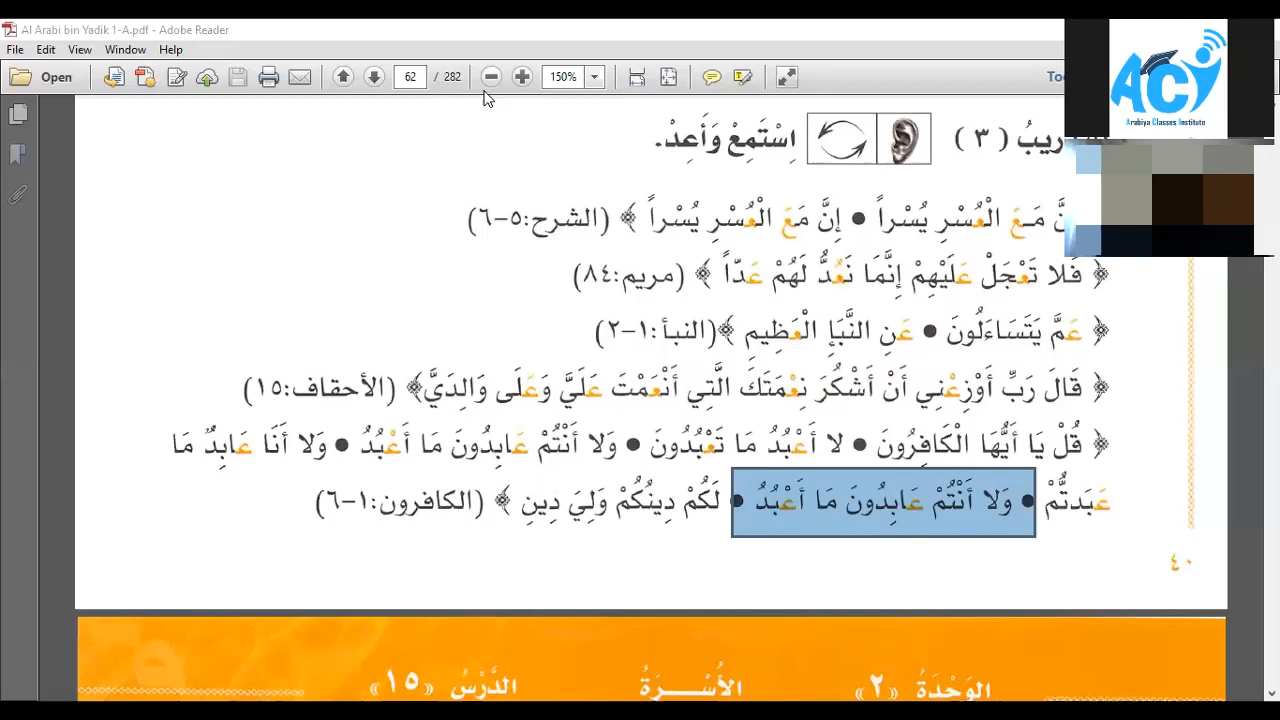 Al Arabi bin Yadik 1-A.pdf - Adobe Reader
File Edit View Window Help
Open 62 / 282 150%
ACI
Arabiya Classes Institute
(٣) اِسْتَمِعْ وَأَعِدْ.
مَـعَ الْعُسْرِ يُسْراً • إِنَّ مَعَ الْعُسْرِ يُسْراً ﴾ (الشرح:٥-٦)
﴿ فَلا تَعْجَلْ عَلَيْهِمْ إِنَّمَا نَعُدُّ لَهُمْ عَدّاً ﴾ (مريم:٨٤)
﴿ عَمَّ يَتَسَاءَلُونَ • عَنِ النَّبَإِ الْعَظِيمِ ﴾(النبأ:١-٢)
﴿ قَالَ رَبِّ أَوْزِعْنِي أَنْ أَشْكُرَ نِعْمَتَكَ الَّتِي أَنْعَمْتَ عَلَيَّ وَعَلَى وَالِدَيَّ﴾ (الأحقاف:١٥)
﴿ قُلْ يَا أَيُّهَا الْكَافِرُونَ • لا أَعْبُدُ مَا تَعْبُدُونَ • وَلا أَنْتُمْ عَابِدُونَ مَا أَعْبُدُ • وَلا أَنَا عَابِدٌ مَا
عَبَدتُّمْ • وَلا أَنْتُمْ عَابِدُونَ مَا أَعْبُدُ • لَكُمْ دِينُكُمْ وَلِيَ دِينِ ﴾ (الكافرون:١-٦)
٤٠
الوَحْدَةُ «٢» الأُسْـــرَةُ الدَّرْسُ «١٥»